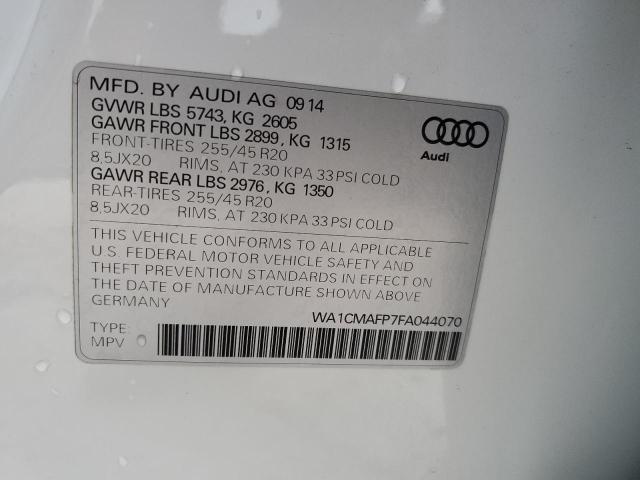 MFD. BY AUDI AG 09 14
GVWR LBS 5743, KG 2605
GAWR FRONT LBS 2899, KG 1315
FRONT-TIRES 255/45 R20
8,5JX20 RIMS, AT 230 KPA 33 PSI COLD
GAWR REAR LBS 2976, KG 1350
REAR-TIRES 255/45 R20
8,5JX20 RIMS, AT 230 KPA 33 PSI COLD
Audi
THIS VEHICLE CONFORMS TO ALL APPLICABLE
U.S. FEDERAL MOTOR VEHICLE SAFETY AND
THEFT PREVENTION STANDARDS IN EFFECT ON
THE DATE OF MANUFACTURE SHOWN ABOVE
GERMANY
WA1CMAFP7FA044070
TYPE:
MPV